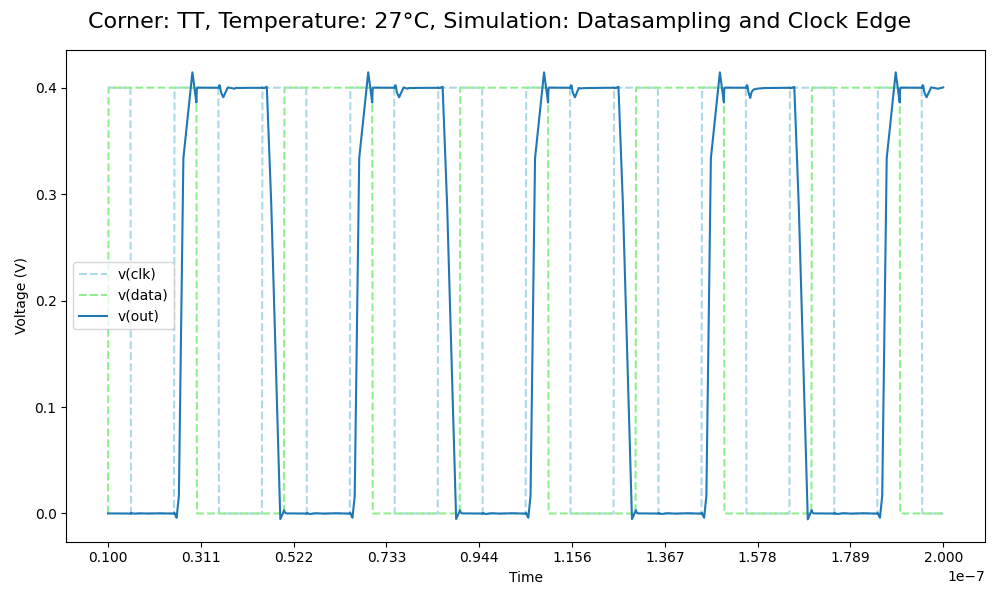 Corner: TT, Temperature: 27°C, Simulation: Datasampling and Clock Edge
0.4
0.3
0.2
0.1
0.0
Voltage (V)
v(clk)
v(data)
v(out)
0.100 0.311 0.522 0.733 0.944 1.156 1.367 1.578 1.789 2.000
Time
1e−7